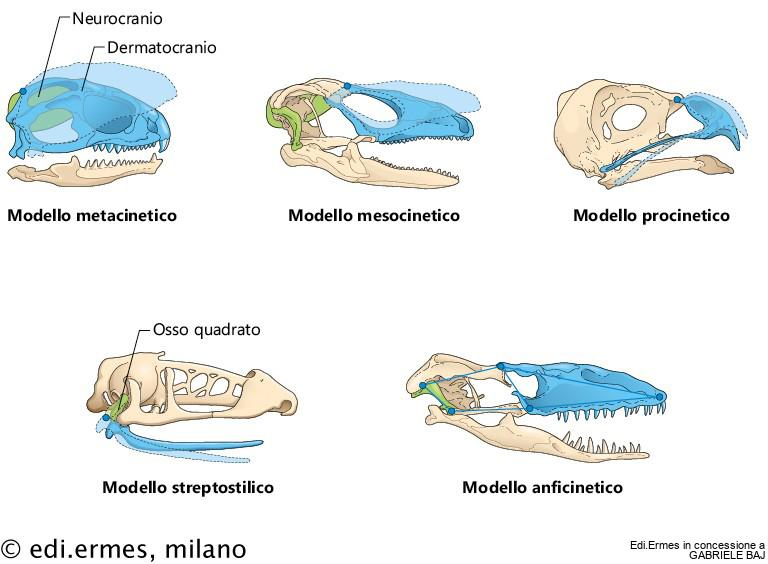 Neurocranio
Dermatocranio
Modello metacinetico
Modello mesocinetico
Modello procinetico
Osso quadrato
Modello streptostilico
Modello anficinetico
© edi.ermes, milano
Edi.Ermes in concessione a
GABRIELE BAJ